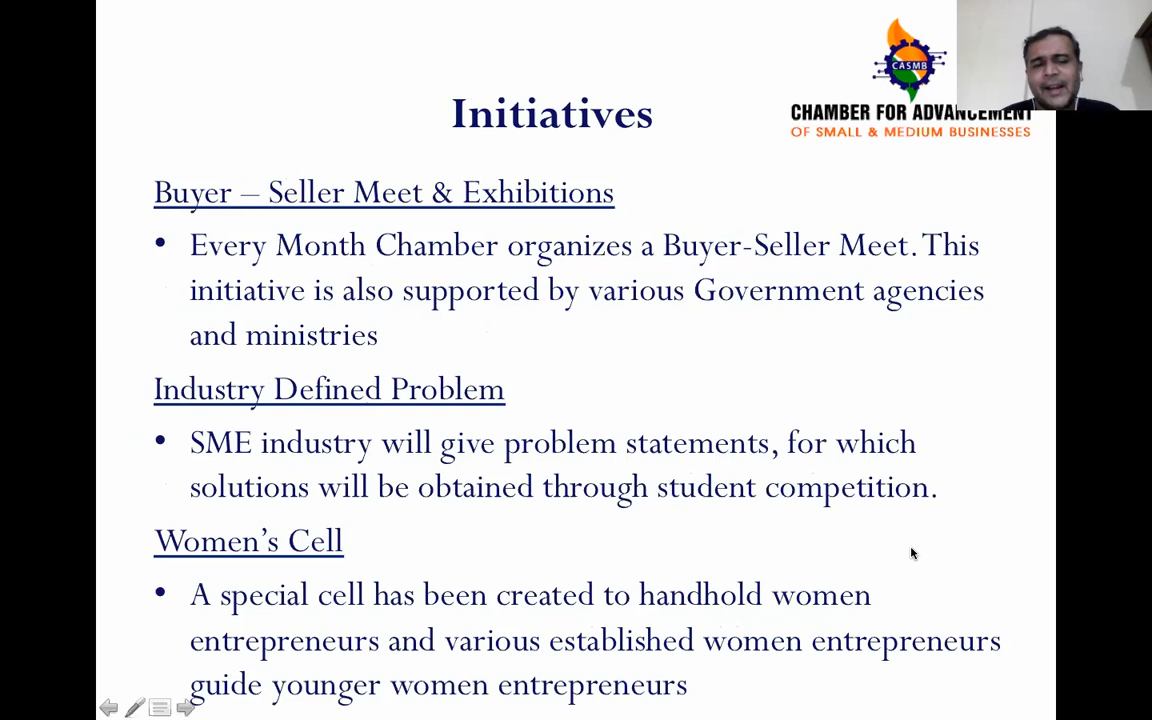 CASMB
CHAMBER FOR ADVANCEMENT
OF SMALL & MEDIUM BUSINESSES
Initiatives
Buyer – Seller Meet & Exhibitions
• Every Month Chamber organizes a Buyer-Seller Meet. This
initiative is also supported by various Government agencies
and ministries
Industry Defined Problem
• SME industry will give problem statements, for which
solutions will be obtained through student competition.
Women’s Cell
• A special cell has been created to handhold women
entrepreneurs and various established women entrepreneurs
guide younger women entrepreneurs